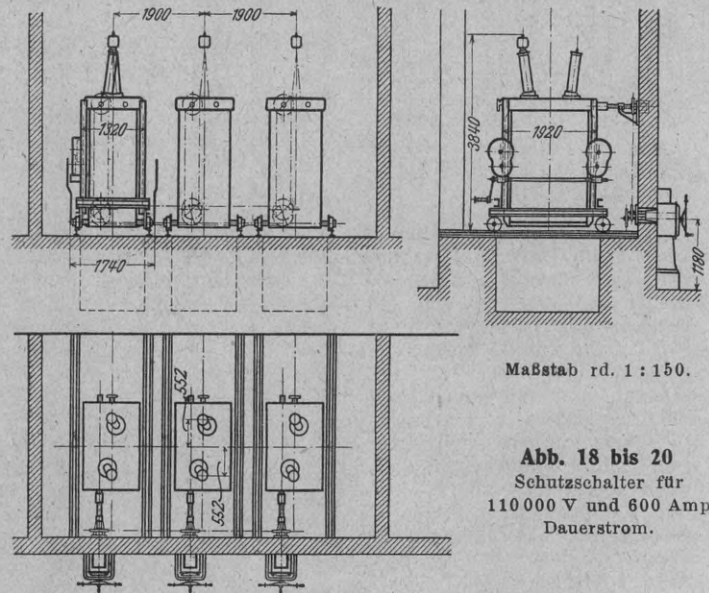 1900
1900
1320
1740
3840
1920
1180
552
552
Maßstab rd. 1 : 150.
Abb. 18 bis 20
Schutzschalter für
110000 V und 600 Amp
Dauerstrom.